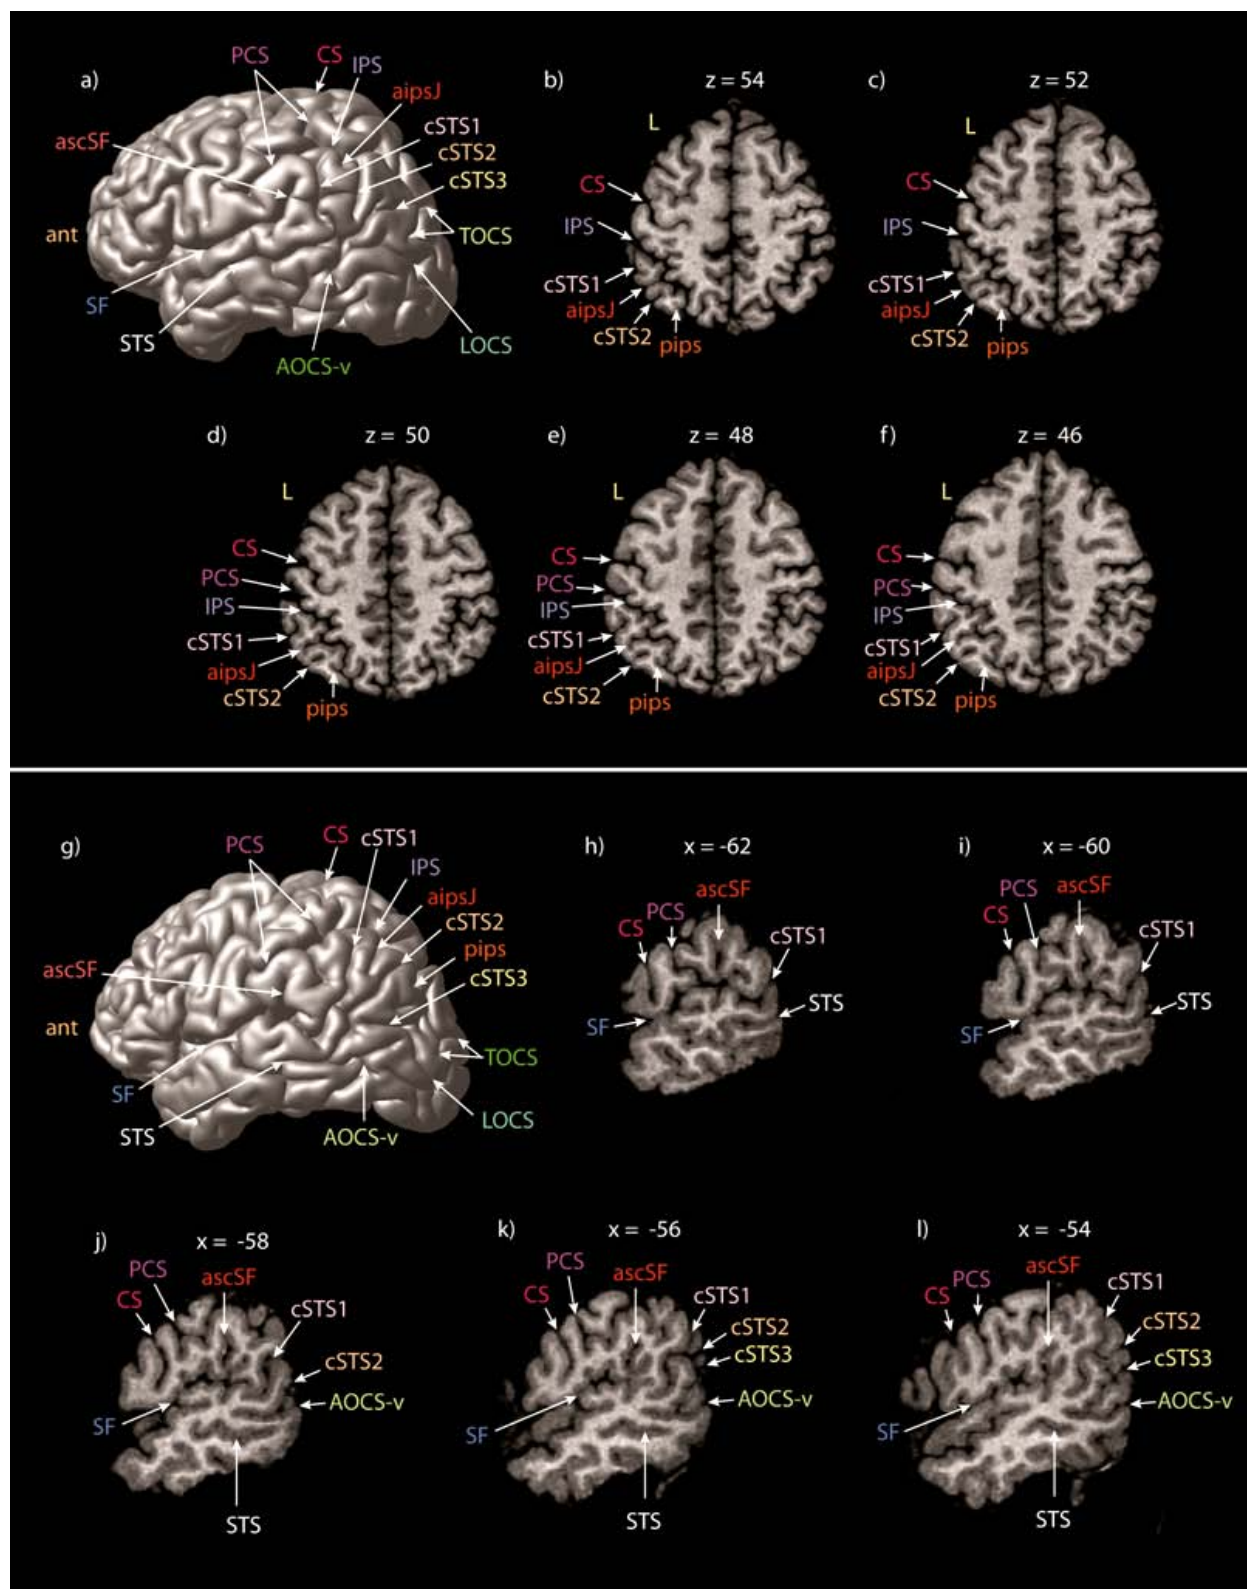 a)
PCS
CS
IPS
aipsJ
cSTS1
cSTS2
cSTS3
ascSF
ant
TOCS
SF
STS
AOCS-v
LOCS
b)
z = 54
L
CS
IPS
cSTS1
aipsJ
cSTS2
pips
c)
z = 52
L
CS
IPS
cSTS1
aipsJ
cSTS2
pips
d)
z = 50
L
CS
PCS
IPS
cSTS1
aipsJ
cSTS2
pips
e)
z = 48
L
CS
PCS
IPS
cSTS1
aipsJ
cSTS2
pips
f)
z = 46
L
CS
PCS
IPS
cSTS1
aipsJ
cSTS2
pips
g)
PCS
CS
cSTS1
IPS
aipsJ
cSTS2
pips
cSTS3
ascSF
ant
TOCS
SF
STS
AOCS-v
LOCS
h)
x = -62
ascSF
PCS
CS
cSTS1
STS
SF
i)
x = -60
ascSF
PCS
CS
cSTS1
STS
SF
j)
x = -58
PCS
ascSF
CS
cSTS1
cSTS2
AOCS-v
SF
STS
k)
x = -56
PCS
ascSF
CS
cSTS1
cSTS2
cSTS3
AOCS-v
SF
STS
l)
x = -54
ascSF
PCS
CS
cSTS1
cSTS2
cSTS3
AOCS-v
SF
STS